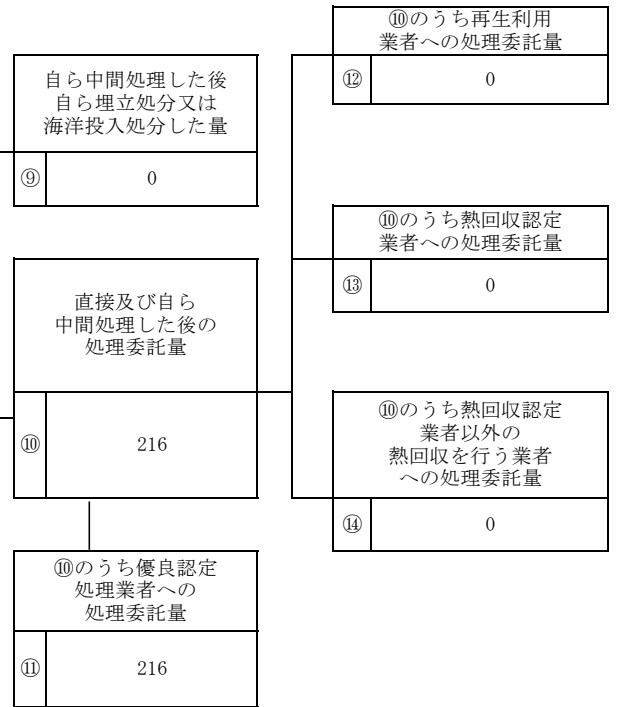 自ら中間処理した後
自ら埋立処分又は
海洋投入処分した量
⑨ 0
直接及び自ら
中間処理した後の
処理委託量
⑩ 216
⑩のうち優良認定
処理業者への
処理委託量
⑪ 216
⑩のうち再生利用
業者への処理委託量
⑫ 0
⑩のうち熱回収認定
業者への処理委託量
⑬ 0
⑩のうち熱回収認定
業者以外の
熱回収を行う業者
への処理委託量
⑭ 0